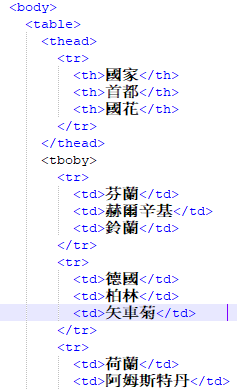 <body>
<table>
<thead>
<tr>
<th>國家</th>
<th>首都</th>
<th>國花</th>
</tr>
</thead>
<tboby>
<tr>
<td>芬蘭</td>
<td>赫爾辛基</td>
<td>鈴蘭</td>
</tr>
<tr>
<td>德國</td>
<td>柏林</td>
<td>矢車菊</td>
</tr>
<tr>
<td>荷蘭</td>
<td>阿姆斯特丹</td>